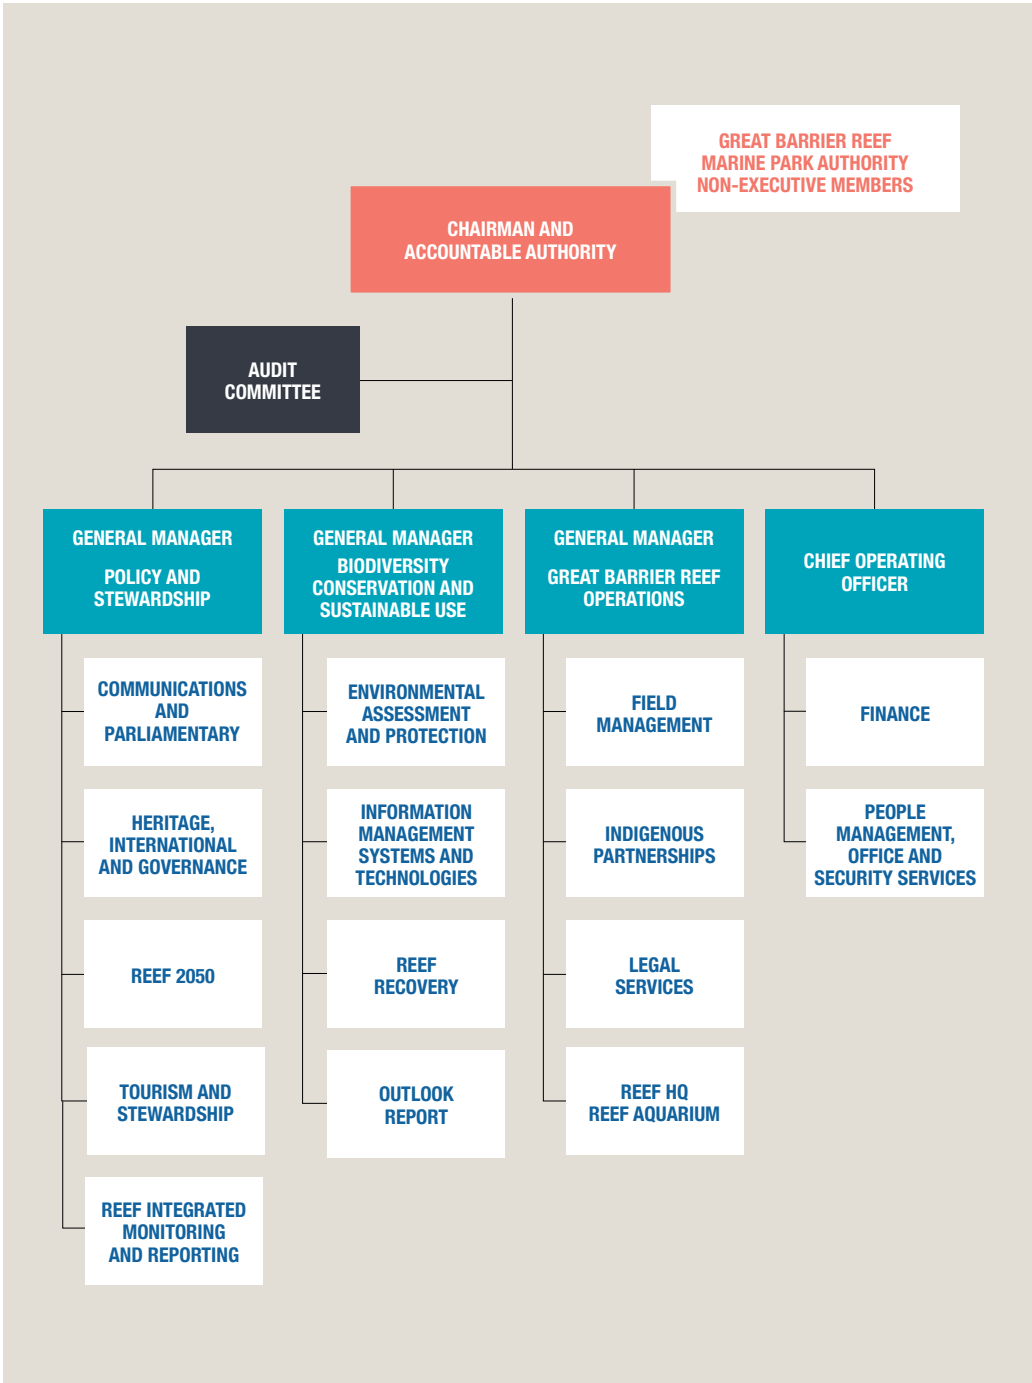 GREAT BARRIER REEF
MARINE PARK AUTHORITY
NON-EXECUTIVE MEMBERS
CHAIRMAN AND
ACCOUNTABLE AUTHORITY
AUDIT
COMMITTEE
GENERAL MANAGER
POLICY AND
STEWARDSHIP
GENERAL MANAGER
BIODIVERSITY
CONSERVATION AND
SUSTAINABLE USE
GENERAL MANAGER
GREAT BARRIER REEF
OPERATIONS
CHIEF OPERATING
OFFICER
COMMUNICATIONS
AND
PARLIAMENTARY
HERITAGE,
INTERNATIONAL
AND GOVERNANCE
REEF 2050
TOURISM AND
STEWARDSHIP
REEF INTEGRATED
MONITORING
AND REPORTING
ENVIRONMENTAL
ASSESSMENT
AND PROTECTION
INFORMATION
MANAGEMENT
SYSTEMS AND
TECHNOLOGIES
REEF
RECOVERY
OUTLOOK
REPORT
FIELD
MANAGEMENT
INDIGENOUS
PARTNERSHIPS
LEGAL
SERVICES
REEF HQ
REEF AQUARIUM
FINANCE
PEOPLE
MANAGEMENT,
OFFICE AND
SECURITY SERVICES